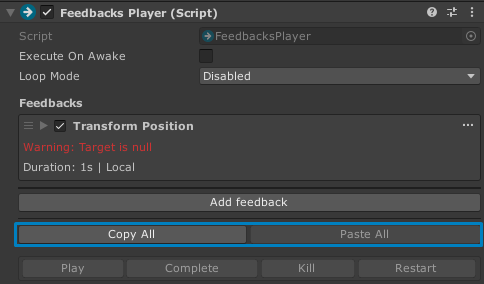 Feedbacks Player (Script)
Script FeedbacksPlayer
Execute On Awake
Loop Mode Disabled
Feedbacks
Transform Position
Warning: Target is null
Duration: 1s | Local
Add feedback
Copy All Paste All
Play Complete Kill Restart